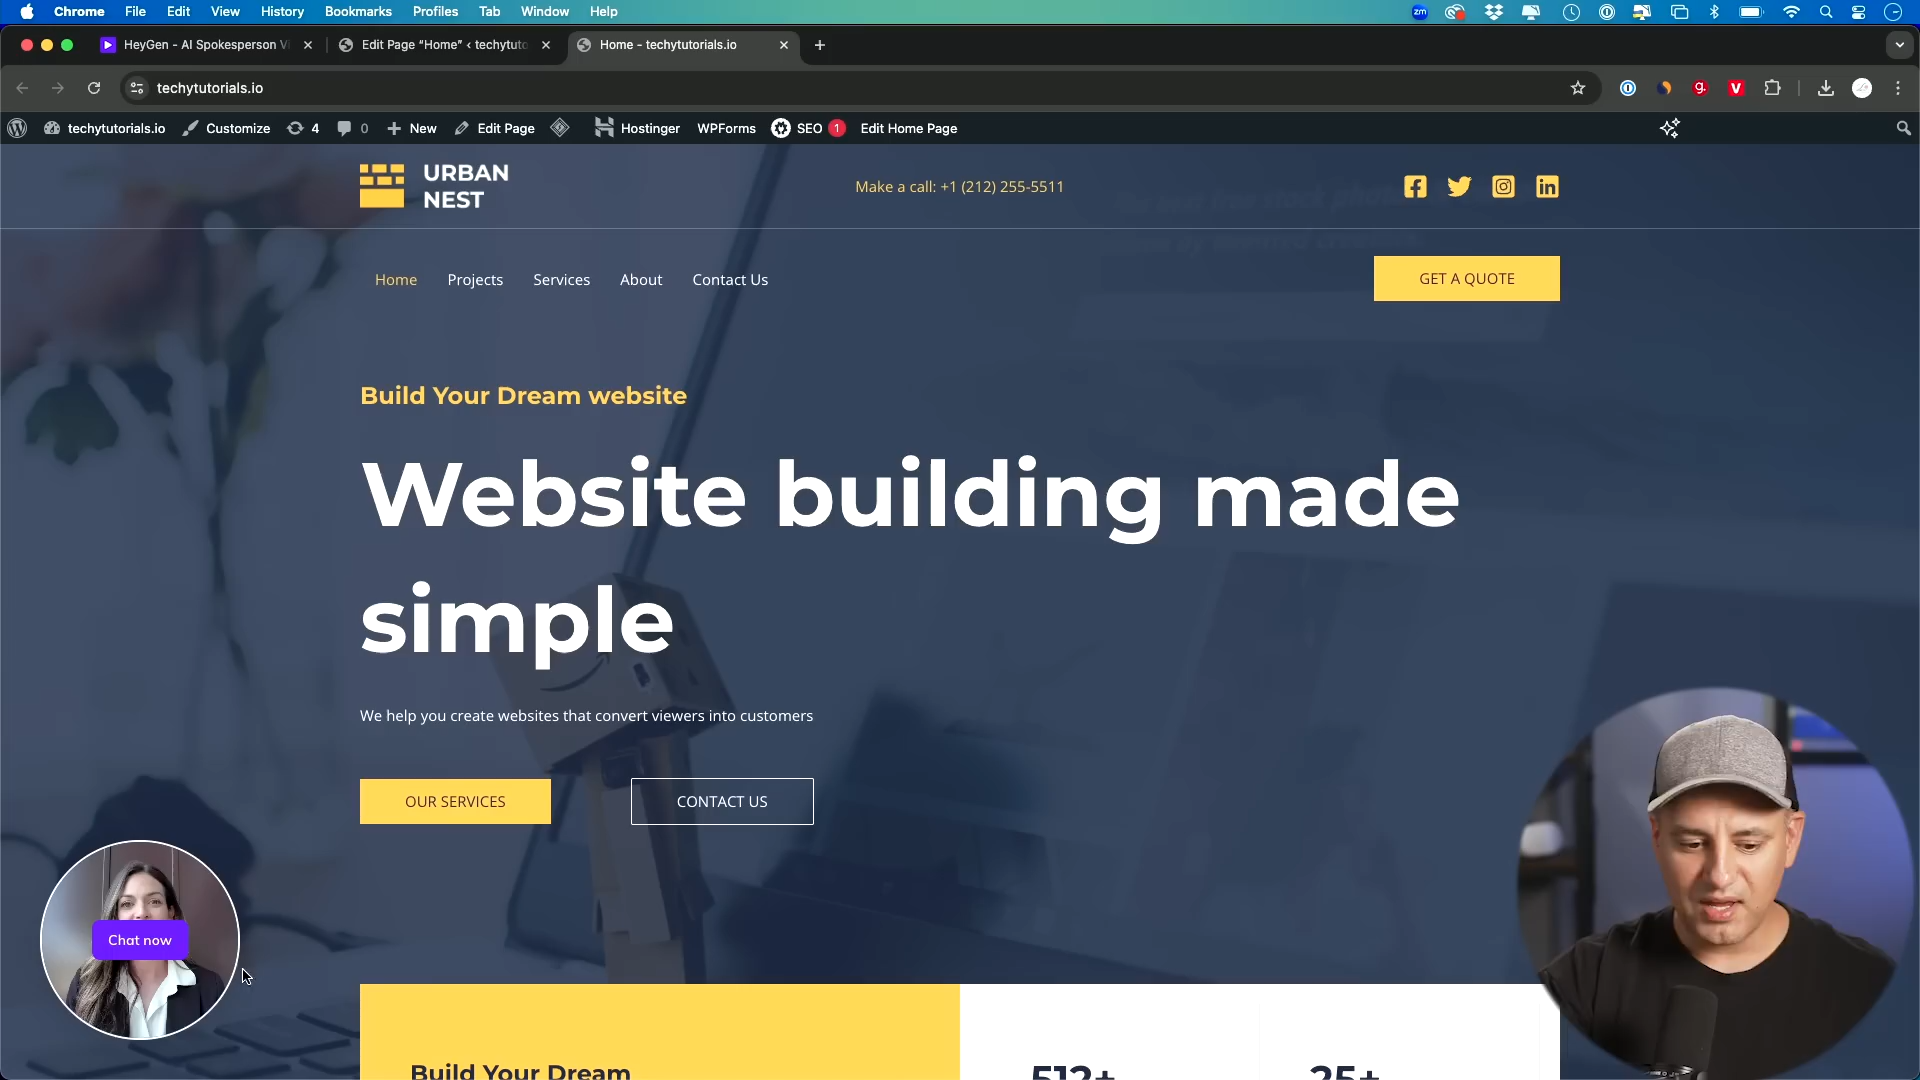 Chrome File Edit View History Bookmarks Profiles Tab Window Help
zm
HeyGen - AI Spokesperson Vi
Edit Page “Home” ‹ techytuto
Home - techytutorials.io
techytutorials.io
g.
V
techytutorials.io Customize 4 0 New Edit Page Hostinger WPForms SEO 1 Edit Home Page
URBAN
NEST
Make a call: +1 (212) 255-5511
Home Projects Services About Contact Us
GET A QUOTE
Build Your Dream website
Website building made
simple
We help you create websites that convert viewers into customers
OUR SERVICES
CONTACT US
Chat now
Build Your Dream
512+
25+